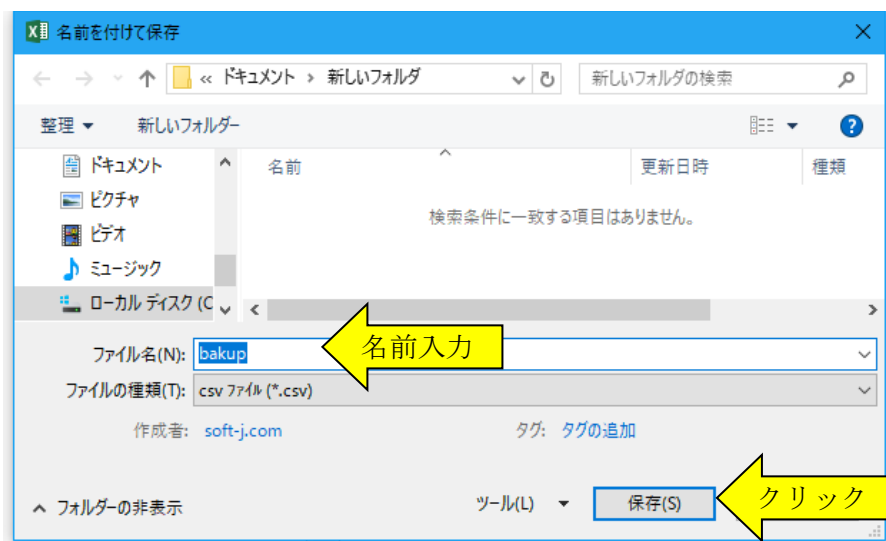 名前を付けて保存
« ドキュメント › 新しいフォルダ 新しいフォルダの検索
整理 新しいフォルダー
ドキュメント 名前 更新日時 種類
ピクチャ
検索条件に一致する項目はありません。
ビデオ
ミュージック
ローカル ディスク (C
ファイル名(N): bakup 名前入力
ファイルの種類(T): csv ファイル (*.csv)
作成者: soft-j.com タグ: タグの追加
フォルダーの非表示 ツール(L) 保存(S) クリック